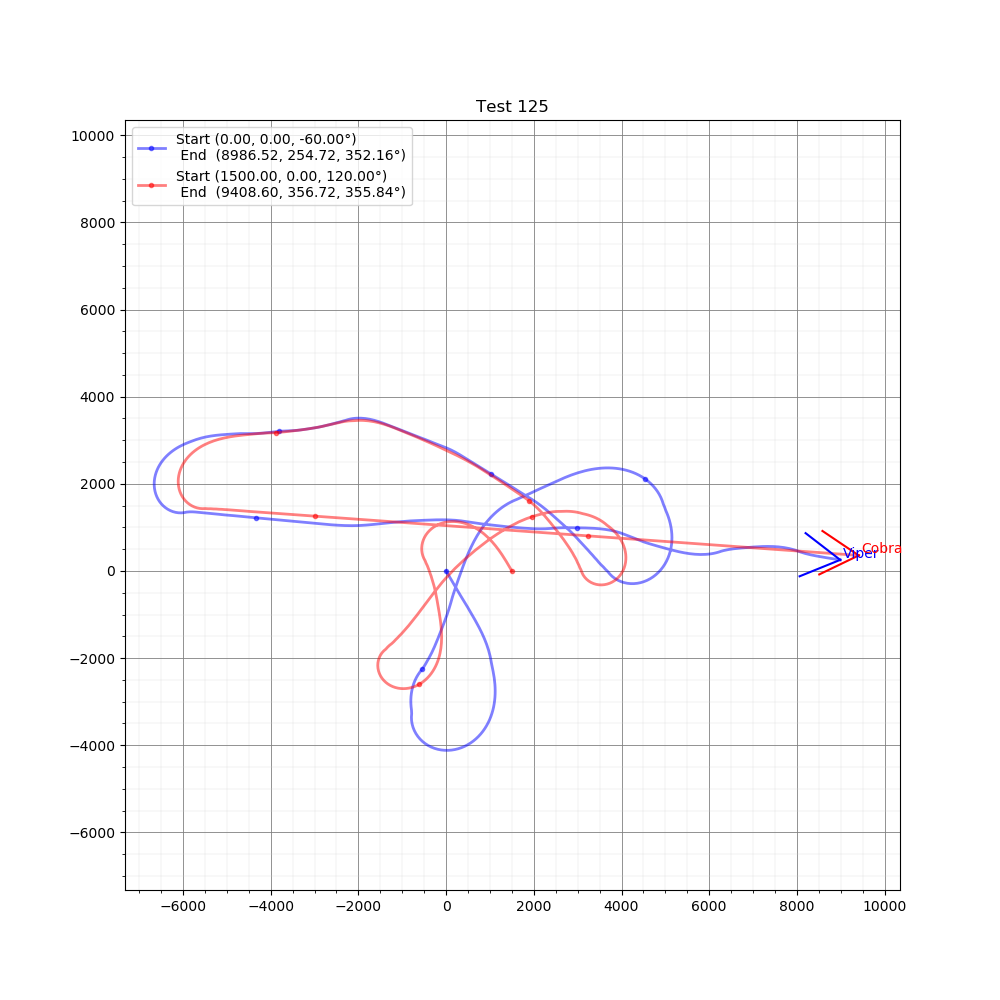 Test 125
Start (0.00, 0.00, -60.00°)
End (8986.52, 254.72, 352.16°)
Start (1500.00, 0.00, 120.00°)
End (9408.60, 356.72, 355.84°)
10000
8000
6000
4000
2000
0
−2000
−4000
−6000
Cobra
Viper
−6000 −4000 −2000 0 2000 4000 6000 8000 10000